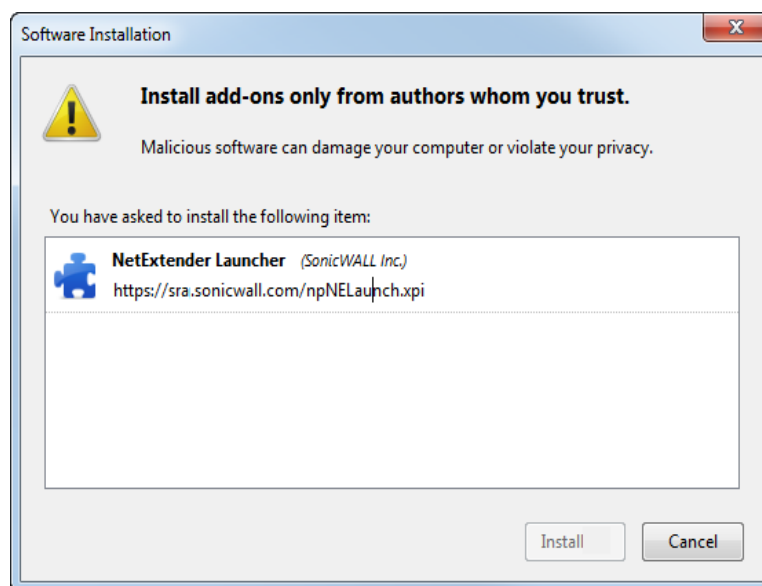 Software Installation
Install add-ons only from authors whom you trust.
Malicious software can damage your computer or violate your privacy.
You have asked to install the following item:
NetExtender Launcher (SonicWALL Inc.)
https://sra.sonicwall.com/npNELaunch.xpi
Install Cancel